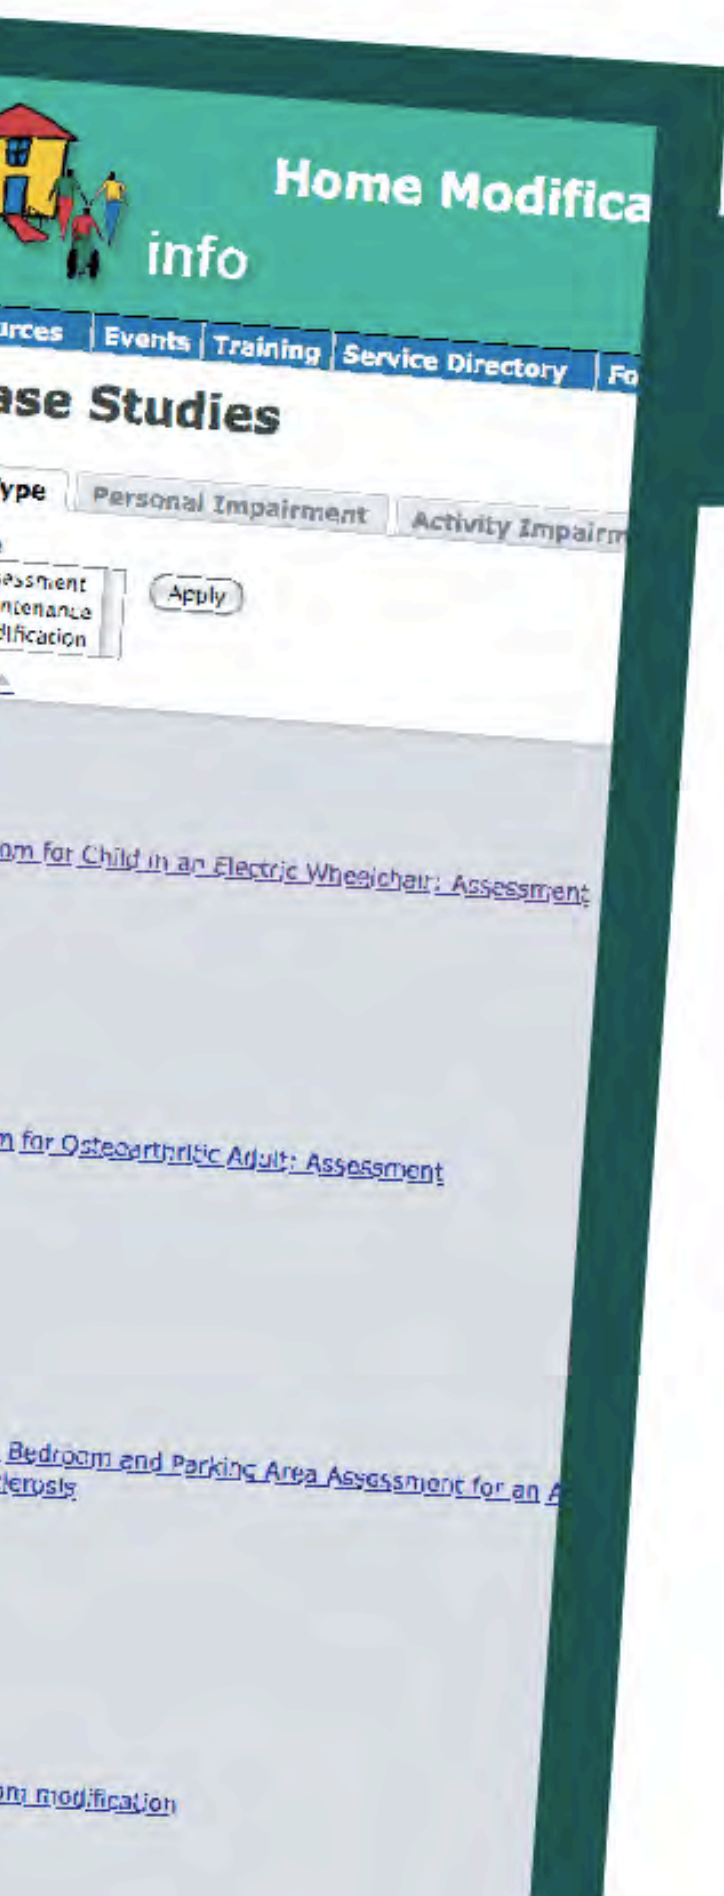 Home Modifica
info
urces Events Training Service Directory Fo
ase Studies
ype Personal Impairment Activity Impairm
essment
ntenance
dification
Apply
om for Child in an Electric Wheelchair: Assessment
m for Osteoarthritic Adult: Assessment
Bedroom and Parking Area Assessment for an A
lerosis
om modification